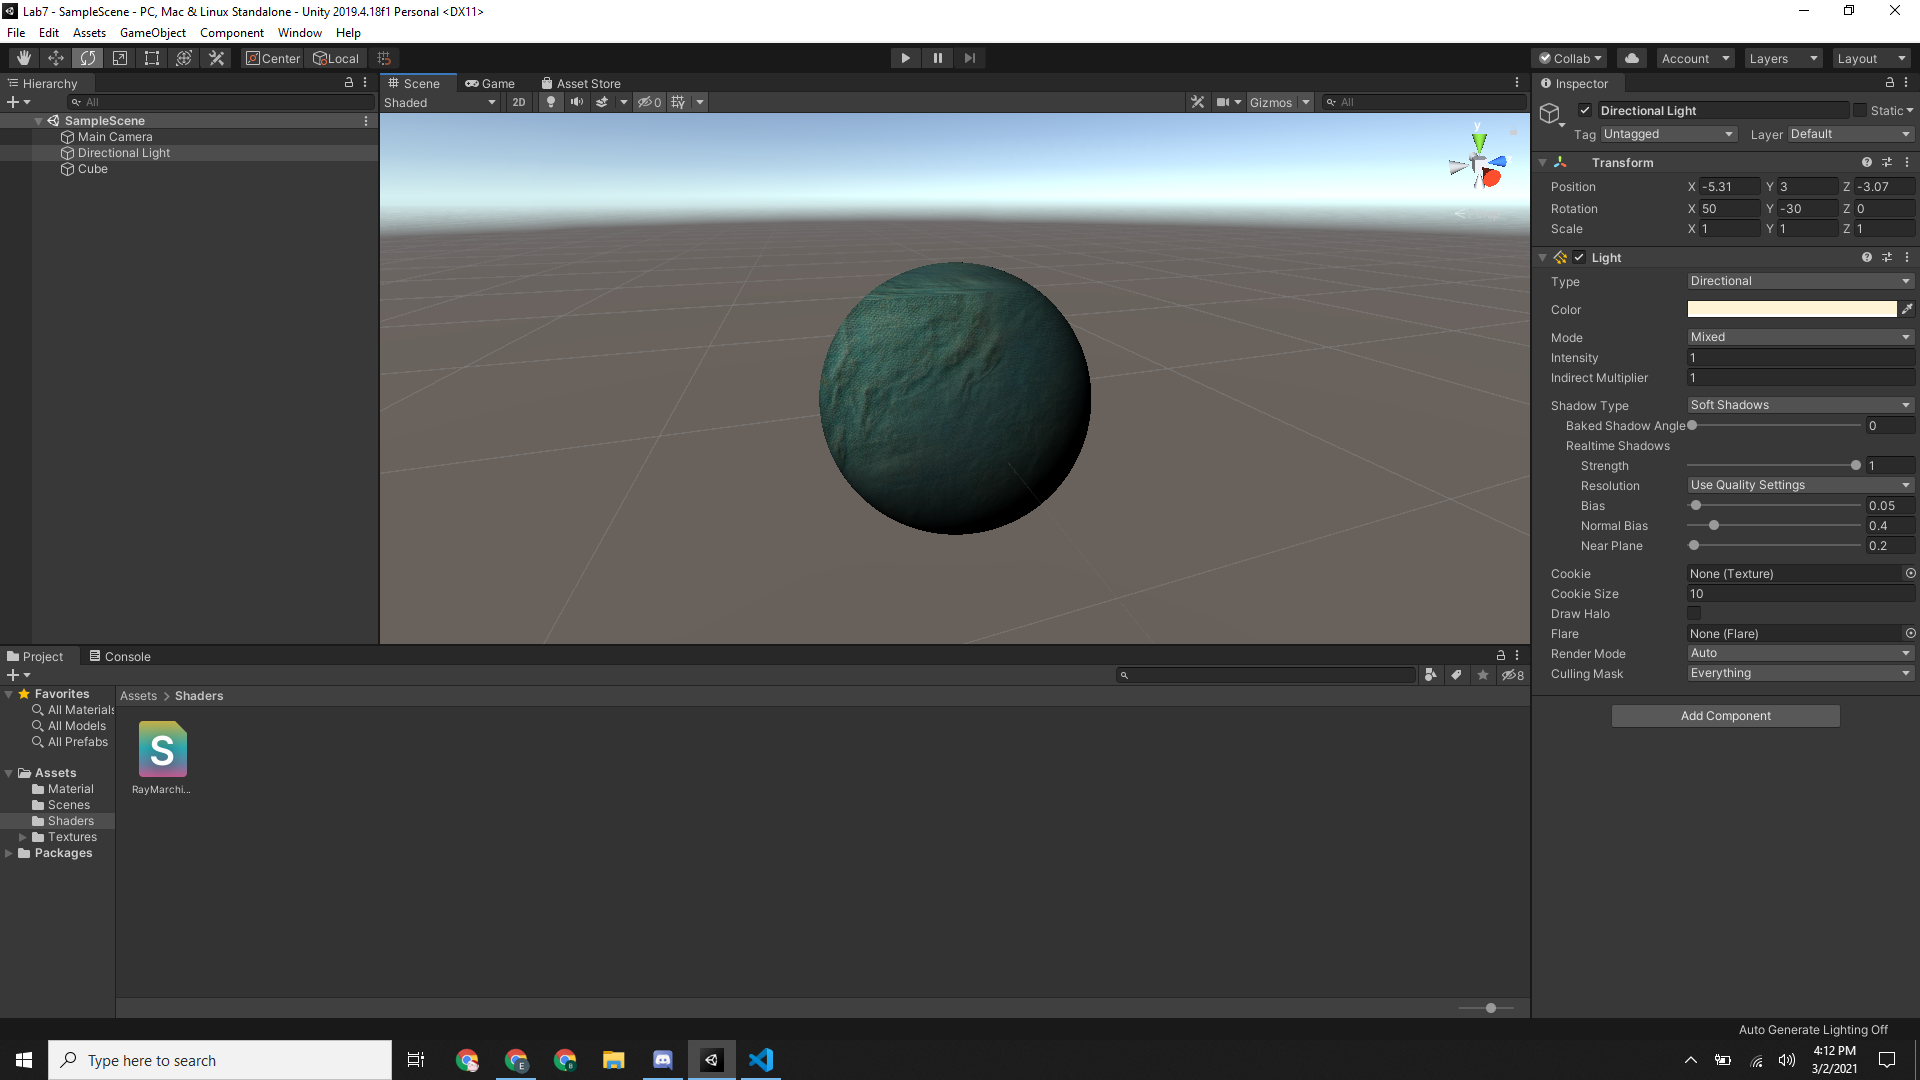 Lab7 - SampleScene - PC, Mac & Linux Standalone - Unity 2019.4.18f1 Personal <DX11>
File Edit Assets GameObject Component Window Help
Center Local Collab Account Layers Layout
Hierarchy
All
SampleScene
Main Camera
Directional Light
Cube
Scene Game Asset Store
Shaded 2D 0 Gizmos All
y
Inspector
Directional Light Static
Tag Untagged Layer Default
Transform
Position X -5.31 Y 3 Z -3.07
Rotation X 50 Y -30 Z 0
Scale X 1 Y 1 Z 1
Light
Type Directional
Color
Mode Mixed
Intensity 1
Indirect Multiplier 1
Shadow Type Soft Shadows
Baked Shadow Angle 0
Realtime Shadows
Strength 1
Resolution Use Quality Settings
Bias 0.05
Normal Bias 0.4
Near Plane 0.2
Cookie None (Texture)
Cookie Size 10
Draw Halo
Flare None (Flare)
Render Mode Auto
Culling Mask Everything
Add Component
Project Console
8
Favorites
All Materials
All Models
All Prefabs
Assets
Material
Scenes
Shaders
Textures
Packages
Assets > Shaders
S
RayMarchi...
Auto Generate Lighting Off
Type here to search
E
B
4:12 PM
3/2/2021